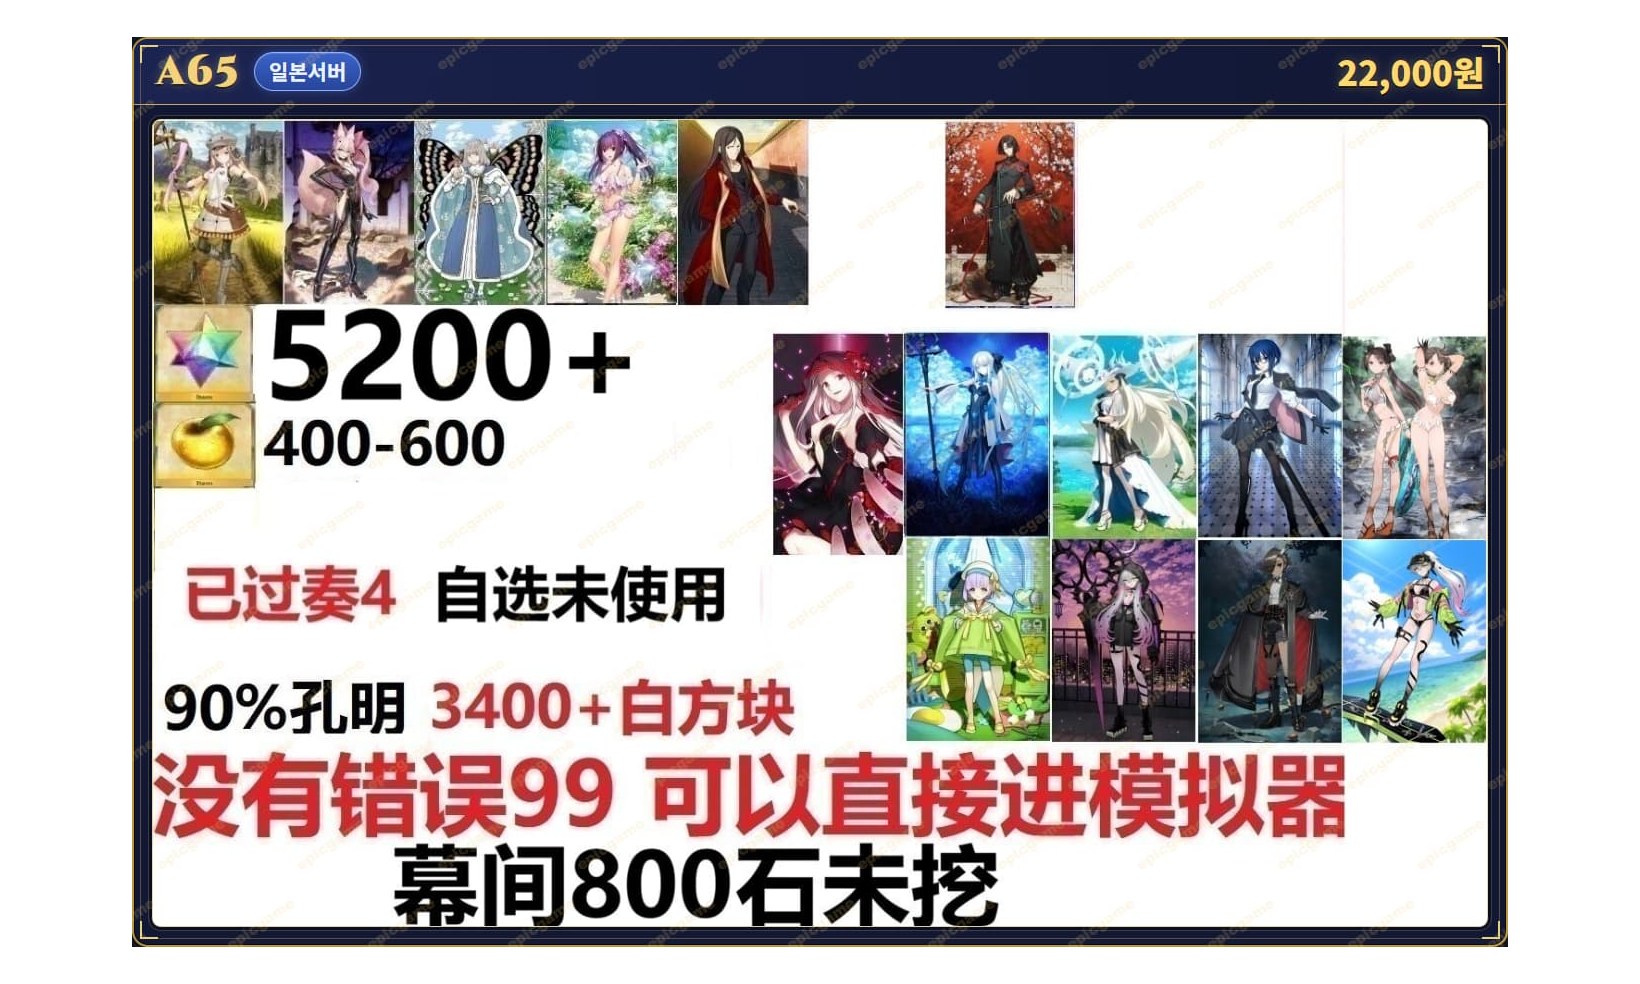 A65 일본서버 22,000원
5200+
400-600
已过奏4 自选未使用
90%孔明 3400+白方块
没有错误99 可以直接进模拟器
幕间800石未挖
epicgame